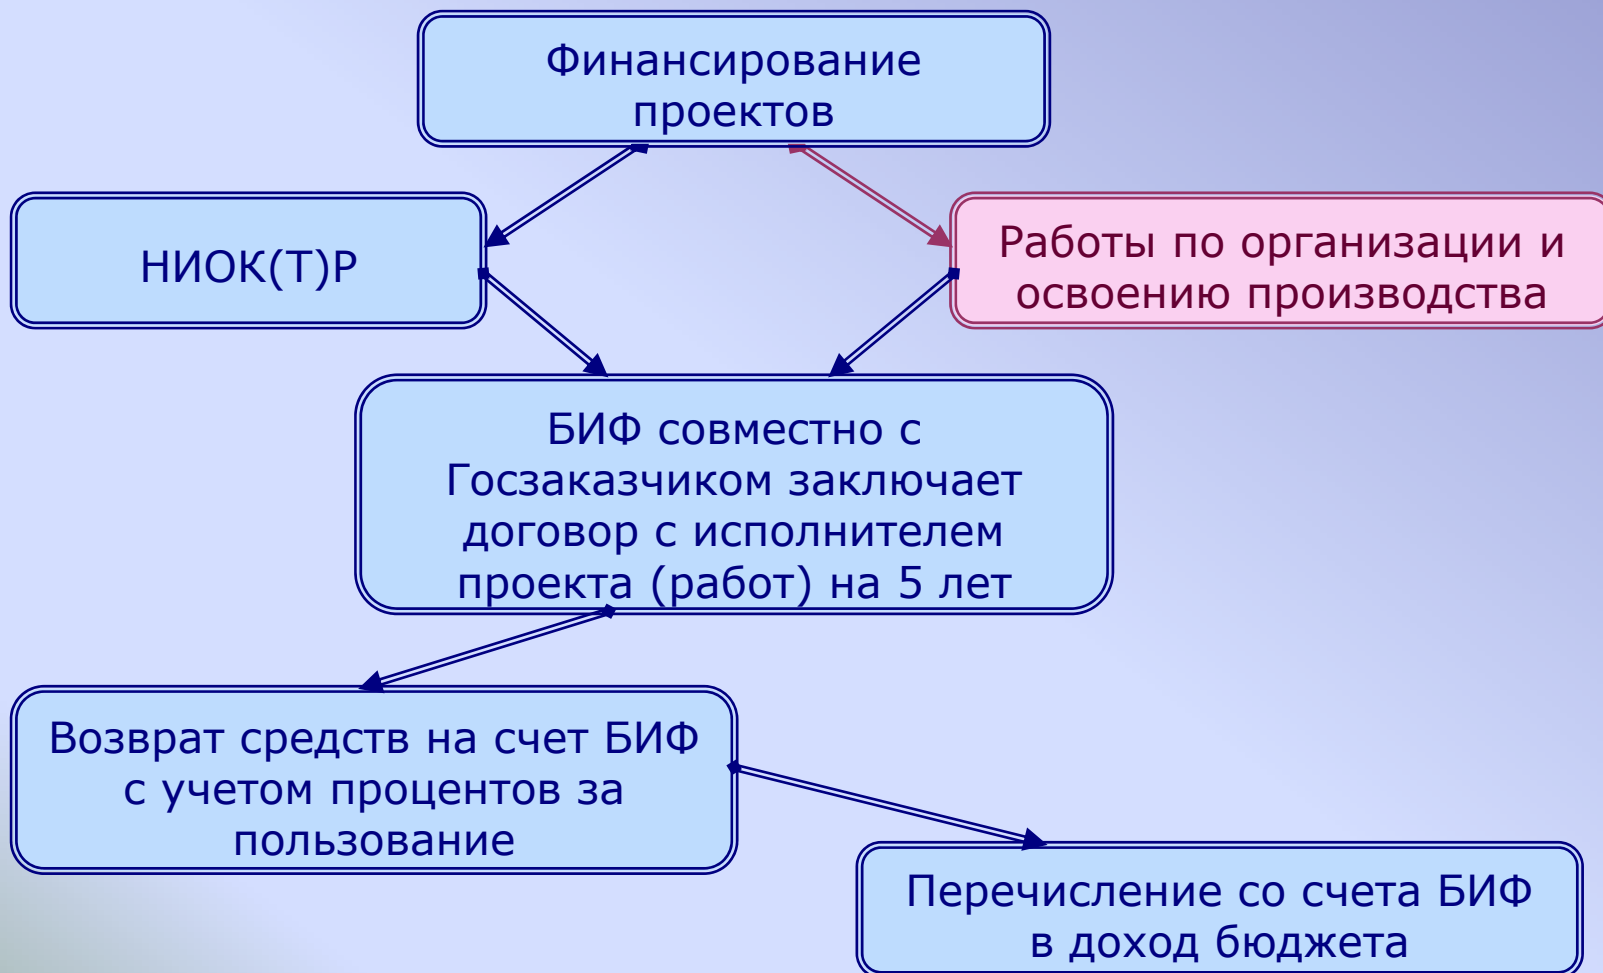 Финансирование
проектов
НИОК(Т)Р
Работы по организации и
освоению производства
БИФ совместно с
Госзаказчиком заключает
договор с исполнителем
проекта (работ) на 5 лет
Возврат средств на счет БИФ
с учетом процентов за
пользование
Перечисление со счета БИФ
в доход бюджета